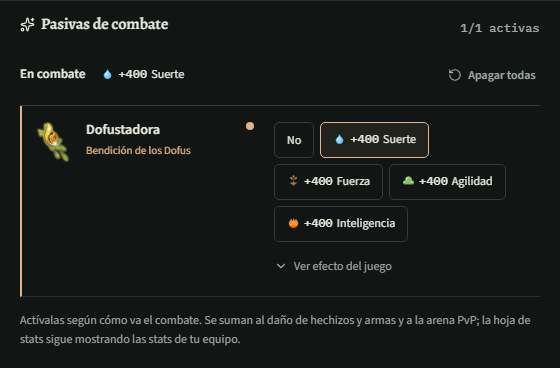 Pasivas de combate
1/1 activas
En combate +400 Suerte
Apagar todas
Dofustadora
Bendición de los Dofus
No
+400 Suerte
+400 Fuerza
+400 Agilidad
+400 Inteligencia
Ver efecto del juego
Actívalas según cómo va el combate. Se suman al daño de hechizos y armas y a la arena PvP; la hoja de
stats sigue mostrando las stats de tu equipo.